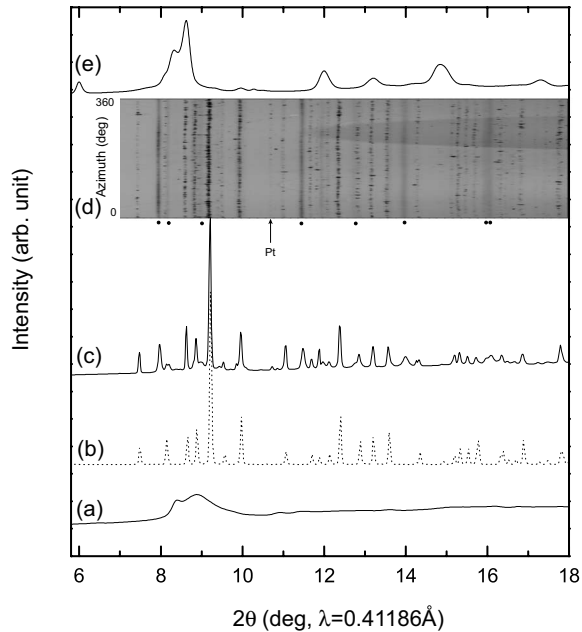 (e)
360
Azimuth (deg)
0
(d)
Pt
(c)
(b)
(a)
Intensity (arb. unit)
6 8 10 12 14 16 18
2θ (deg, λ=0.41186Å)